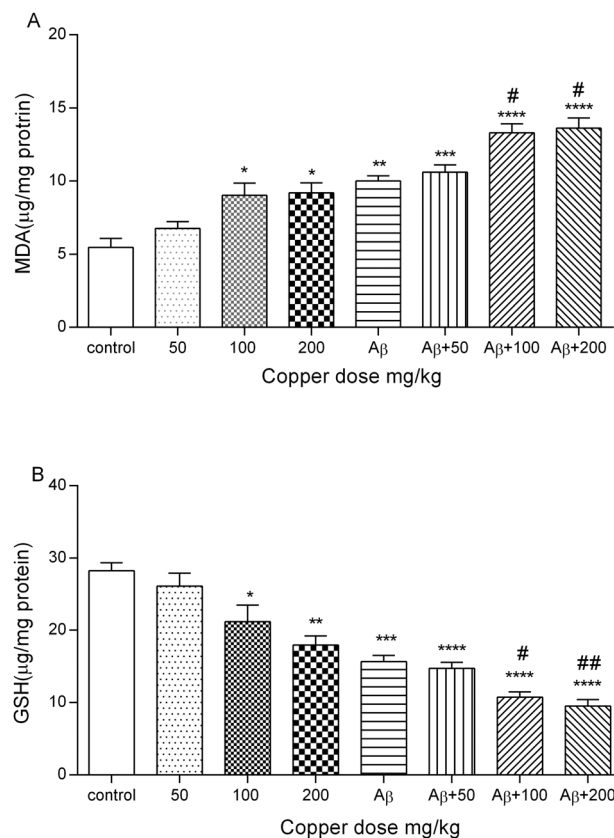 A
20
15
10
5
0
MDA(μg/mg protrin)
* * ** *** # **** # ****
control 50 100 200 Aβ Aβ+50 Aβ+100 Aβ+200
Copper dose mg/kg
B
40
30
20
10
0
GSH(μg/mg protein)
* ** *** **** # **** ## ****
control 50 100 200 Aβ Aβ+50 Aβ+100 Aβ+200
Copper dose mg/kg